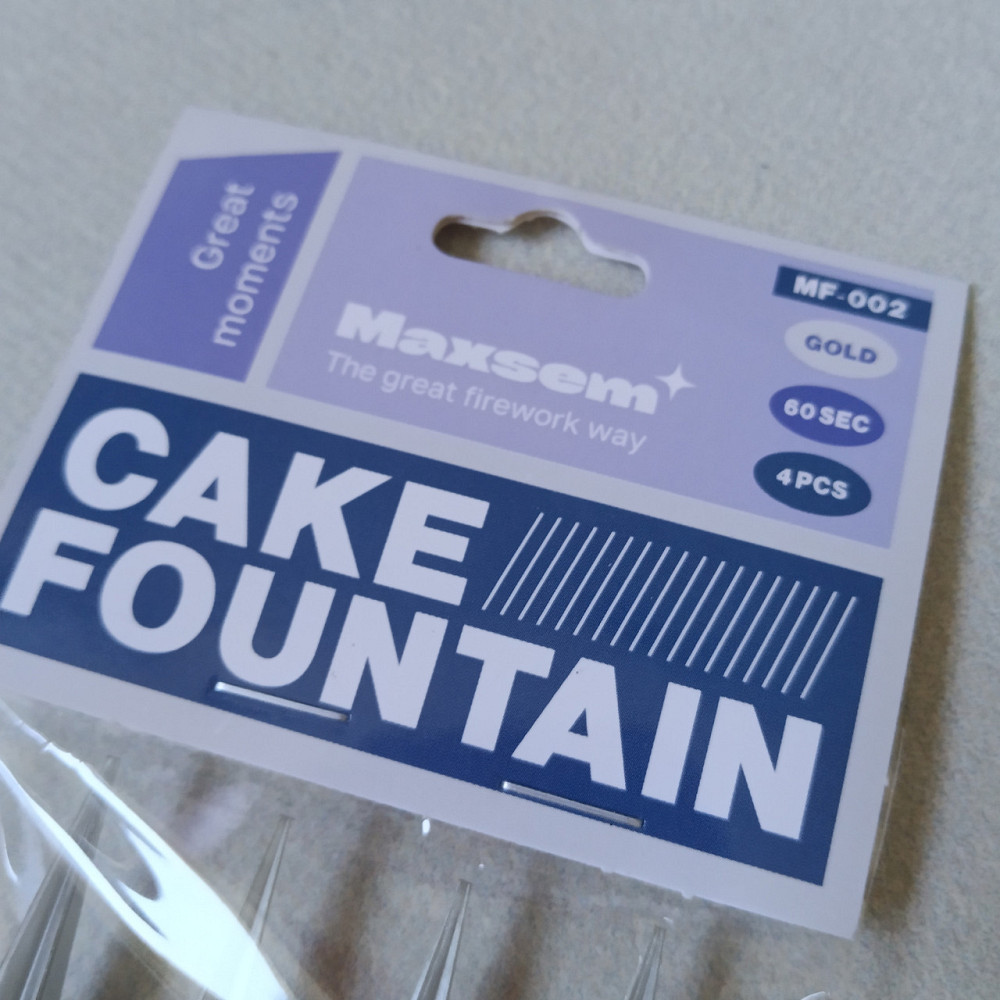 Great
moments
Maxsem
The great firework way
MF-002
GOLD
60 SEC
4 PCS
CAKE
FOUNTAIN